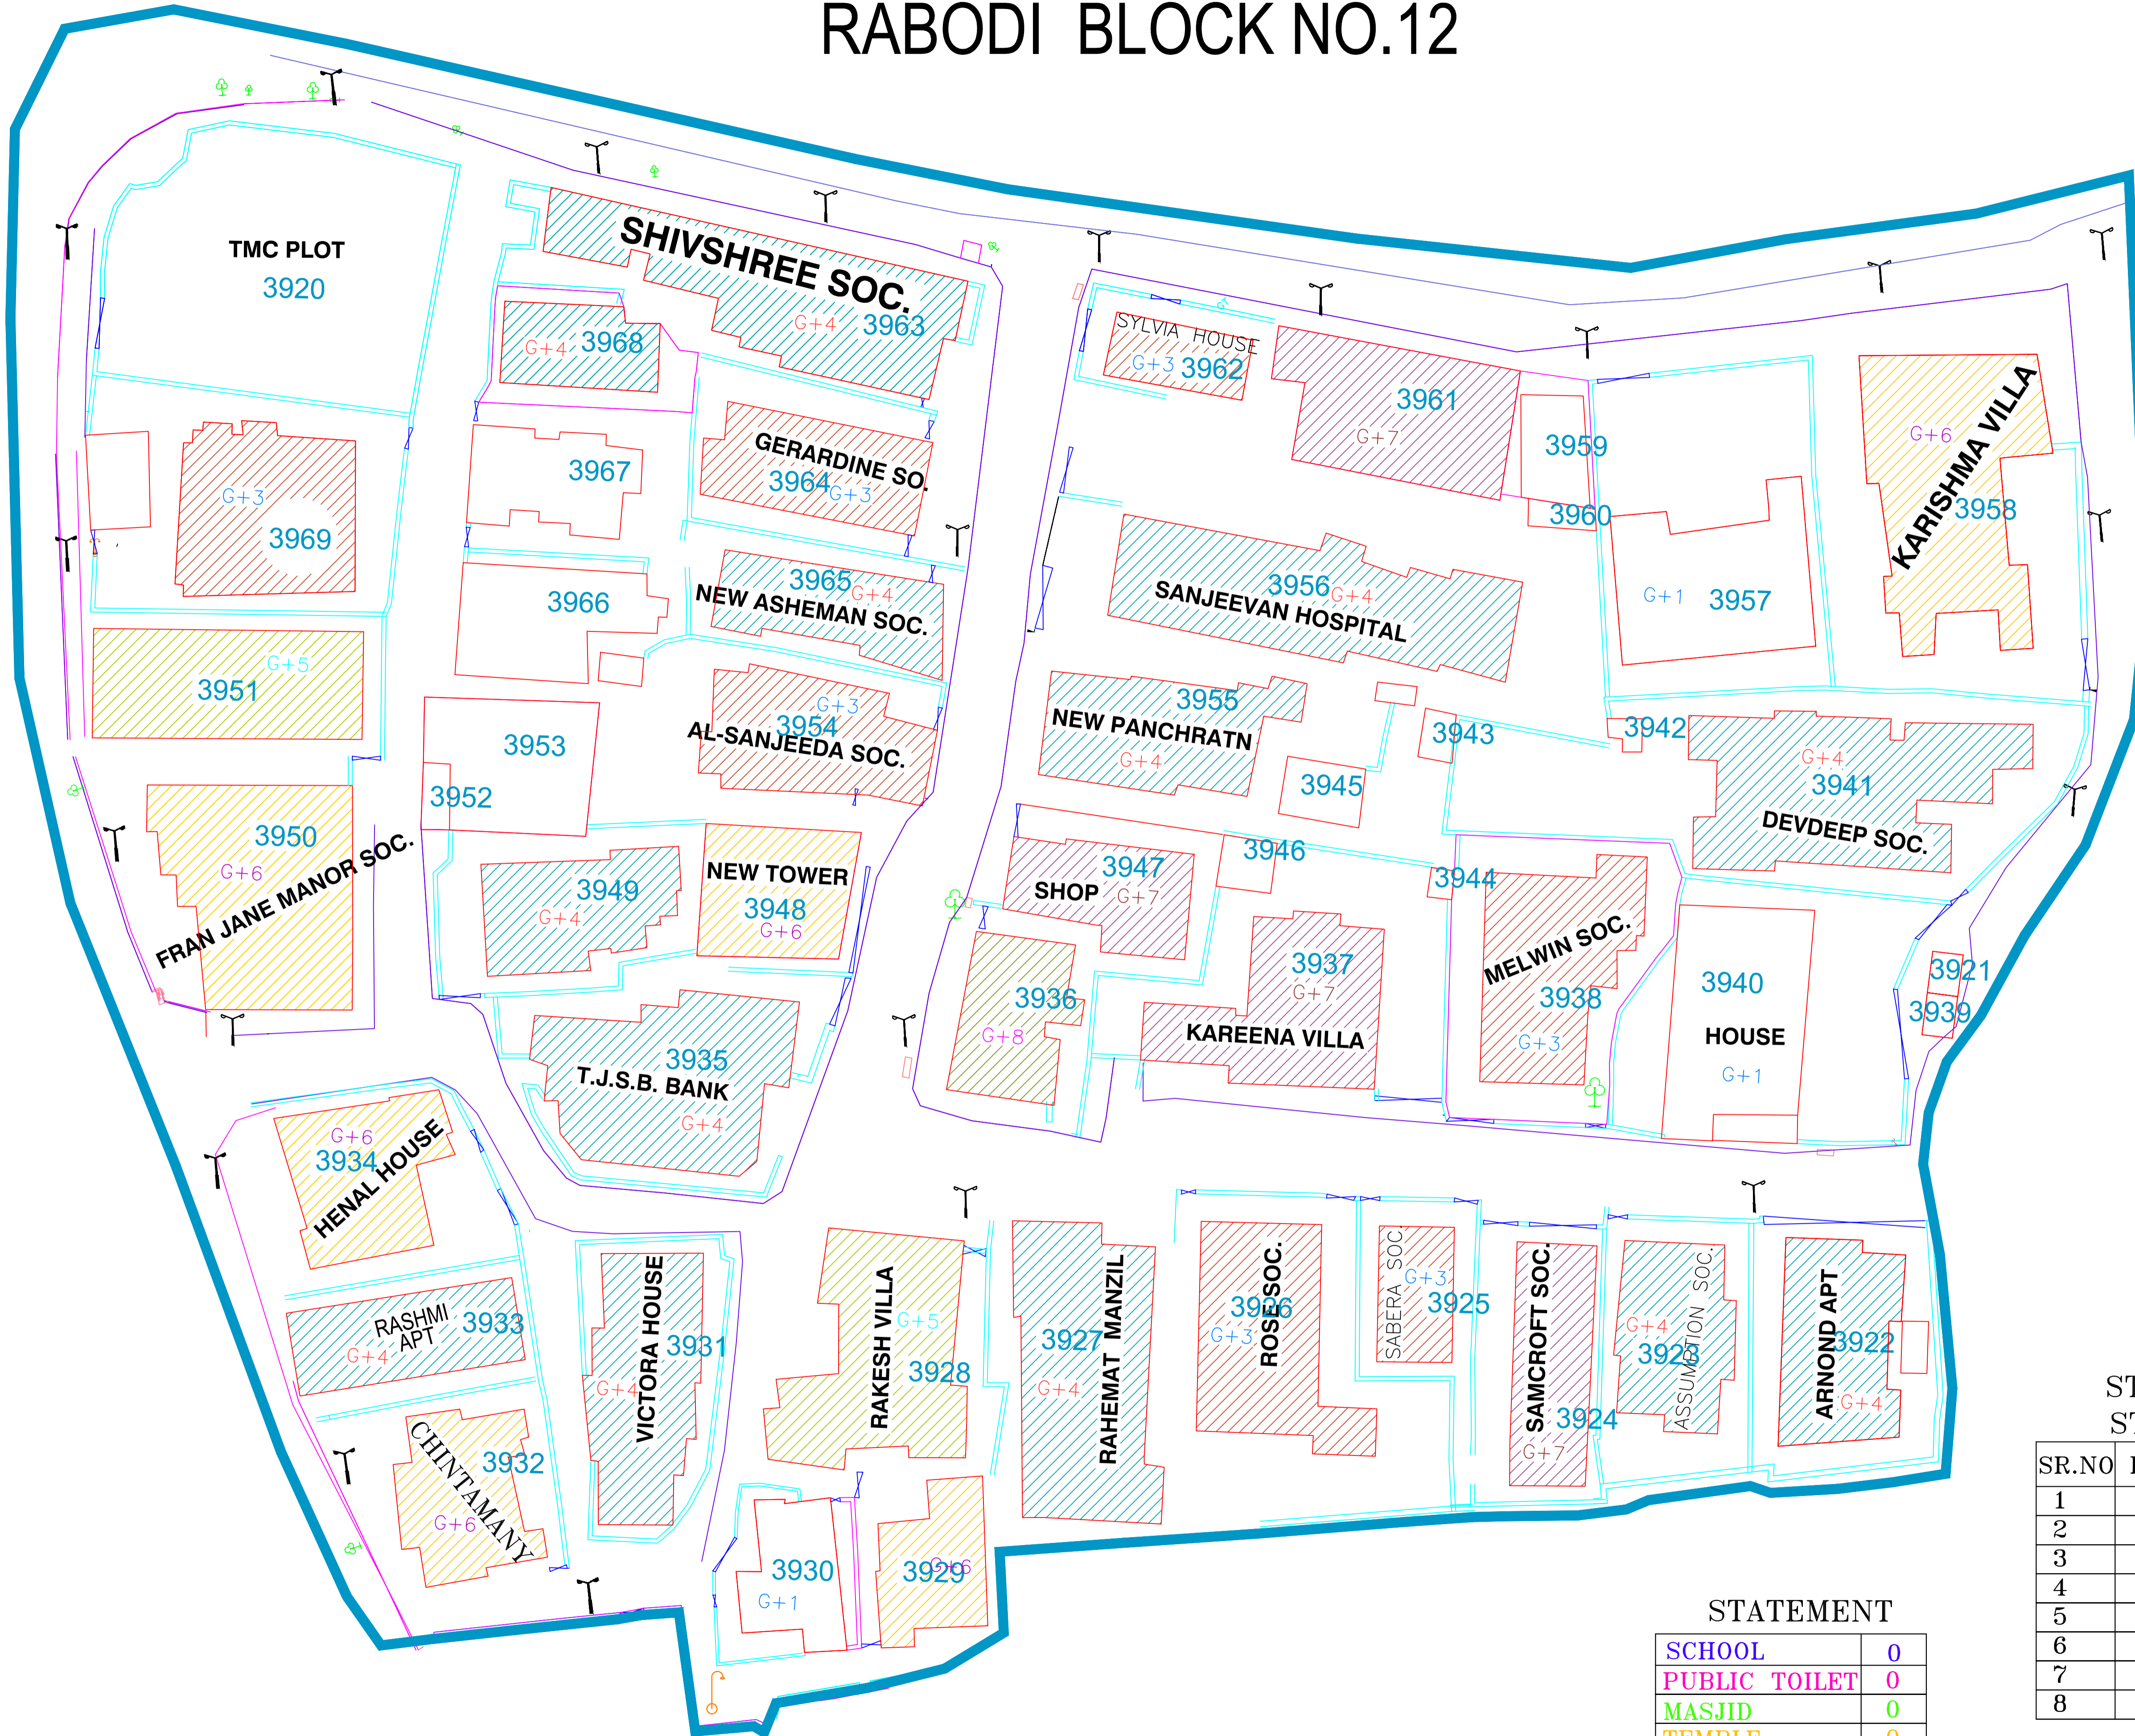 RABODI BLOCK NO.12
TMC PLOT
3920
SHIVSHREE SOC.
G+4 3963
G+4 3968
SYLVIA HOUSE
G+3 3962
3961
G+7
3959
3960
G+6
KARISHMA VILLA
3958
G+3
3969
3967
GERARDINE SO.
3964 G+3
3965 G+4
NEW ASHEMAN SOC.
3966
3956 G+4
SANJEEVAN HOSPITAL
G+1 3957
G+5
3951
3953
3952
G+3
3954
AL-SANJEEDA SOC.
3955
NEW PANCHRATN
G+4
3943
3942
3945
G+4
3941
DEVDEEP SOC.
3950
G+6
FRAN JANE MANOR SOC.
3949
G+4
NEW TOWER
3948
G+6
3947
SHOP G+7
3946
3944
MELWIN SOC.
3938
G+3
3936
G+8
3937
G+7
KAREENA VILLA
3940
HOUSE
G+1
3921
3939
3935
T.J.S.B. BANK
G+4
G+6
3934
HENAL HOUSE
RASHMI
APT
3933
G+4
VICTORA HOUSE
3931
G+4
RAKESH VILLA
G+5
3928
3927
G+4
RAHEMAT MANZIL
3926
G+3
ROSE SOC.
SABERA SOC.
G+3
3925
SAMCROFT SOC.
3924
G+7
G+4
3923
ASSUMPTION SOC.
ARNOND APT
3922
G+4
CHINTAMANY
3932
G+6
3930
G+1
3929
G+6
STATEMENT
SCHOOL 0
PUBLIC TOILET 0
MASJID 0
TEMPLE 0
ST
ST
SR.NO
1
2
3
4
5
6
7
8